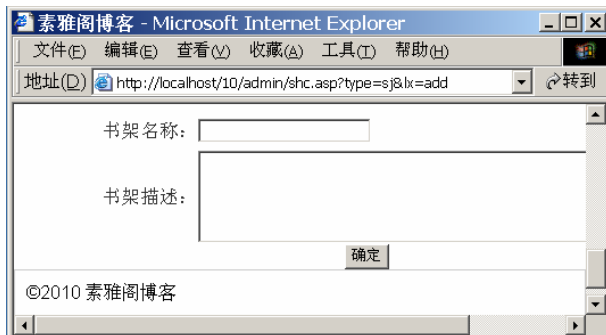 素雅阁博客 - Microsoft Internet Explorer
文件(F) 编辑(E) 查看(V) 收藏(A) 工具(T) 帮助(H)
地址(D) http://localhost/10/admin/shc.asp?type=sj&lx=add 转到
书架名称：
书架描述：
确定
©2010 素雅阁博客